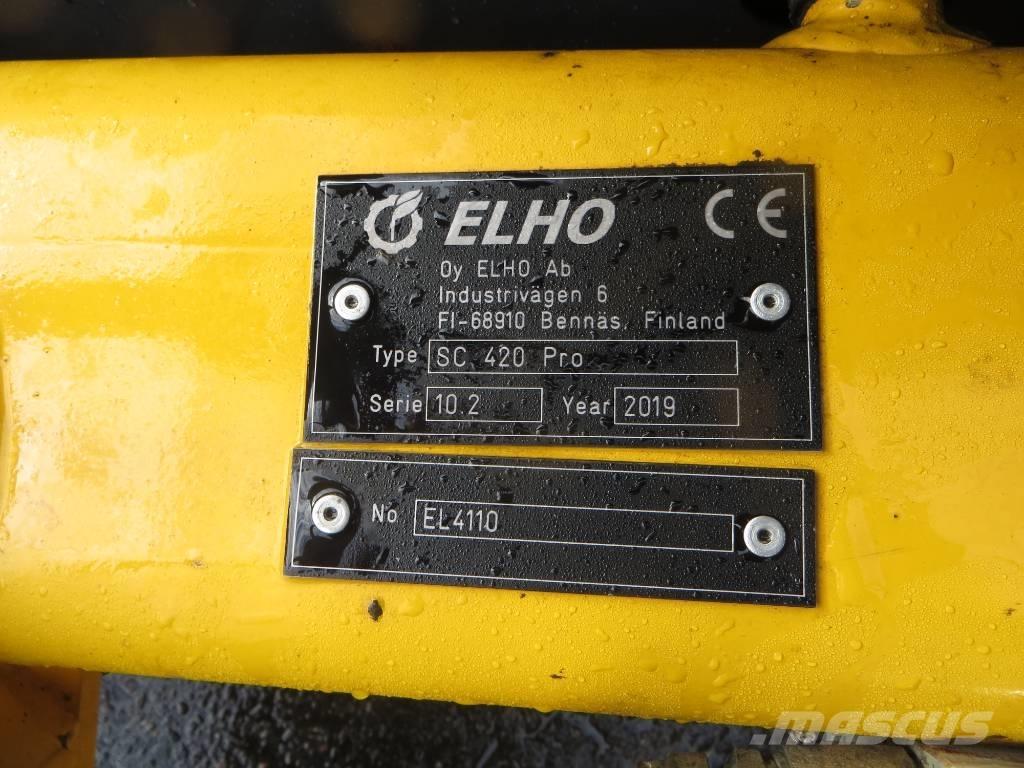 ELHO CE
Oy ELHO Ab
Industrivägen 6
FI-68910 Bennäs, Finland
Type SC 420 Pro
Serie 10.2 Year 2019
No EL4110
MASCUS